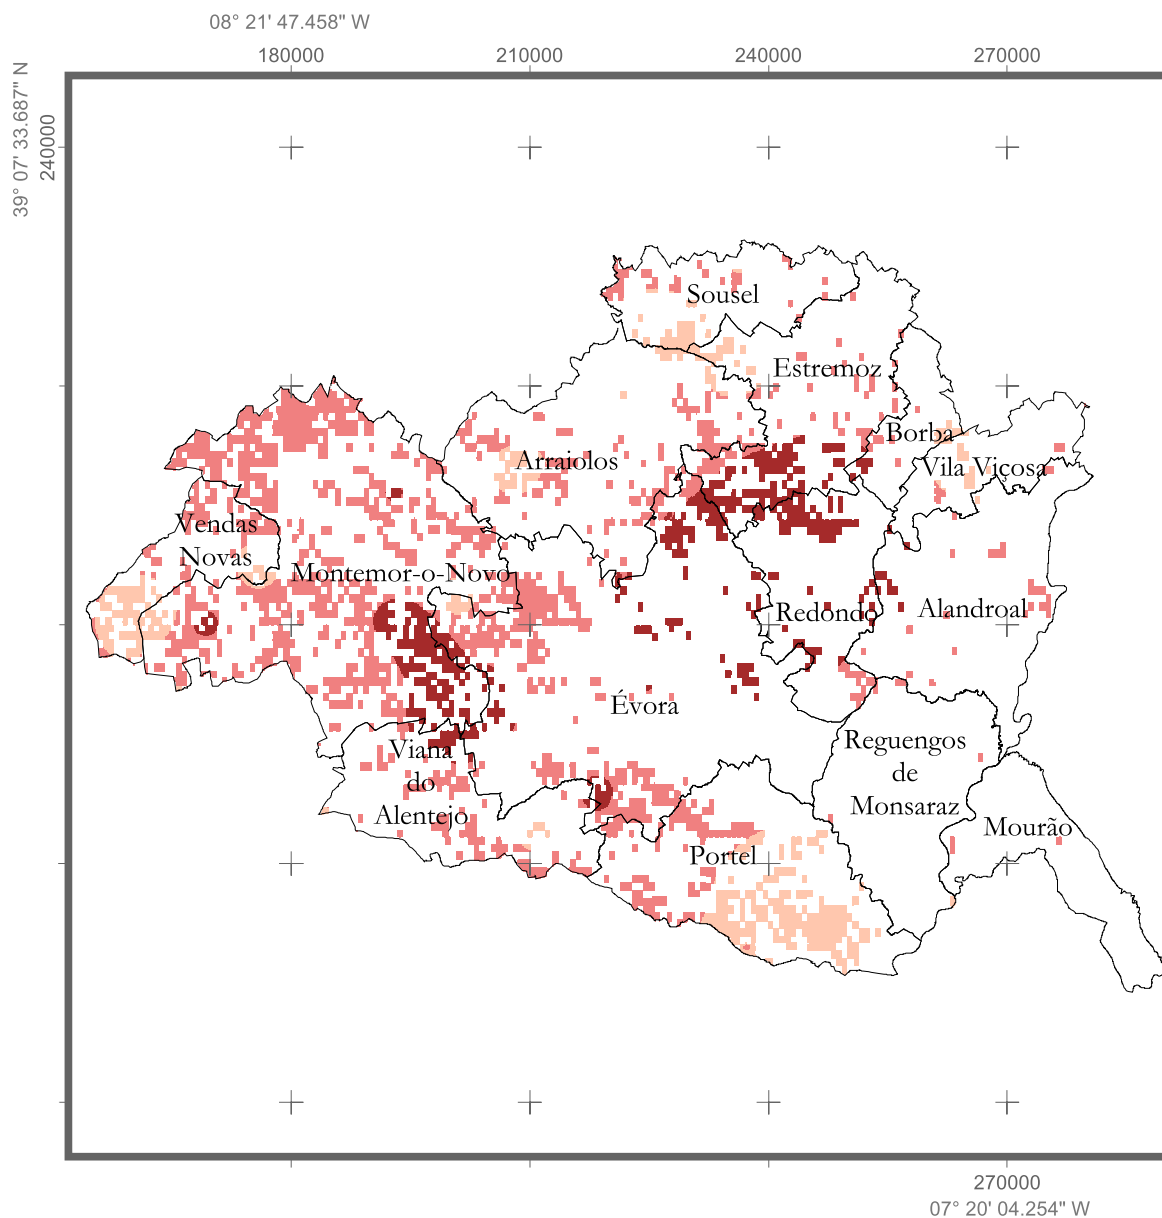 08° 21' 47.458" W
180000
210000
240000
270000
39° 07' 33.687" N
240000
Sousel
Estremoz
Borba
Arraiolos
Vila Viçosa
Vendas
Novas
Montemor-o-Novo
Redondo
Alandroal
Évora
Reguengos
de
Monsaraz
Viana
do
Alentejo
Mourão
Portel
270000
07° 20' 04.254" W